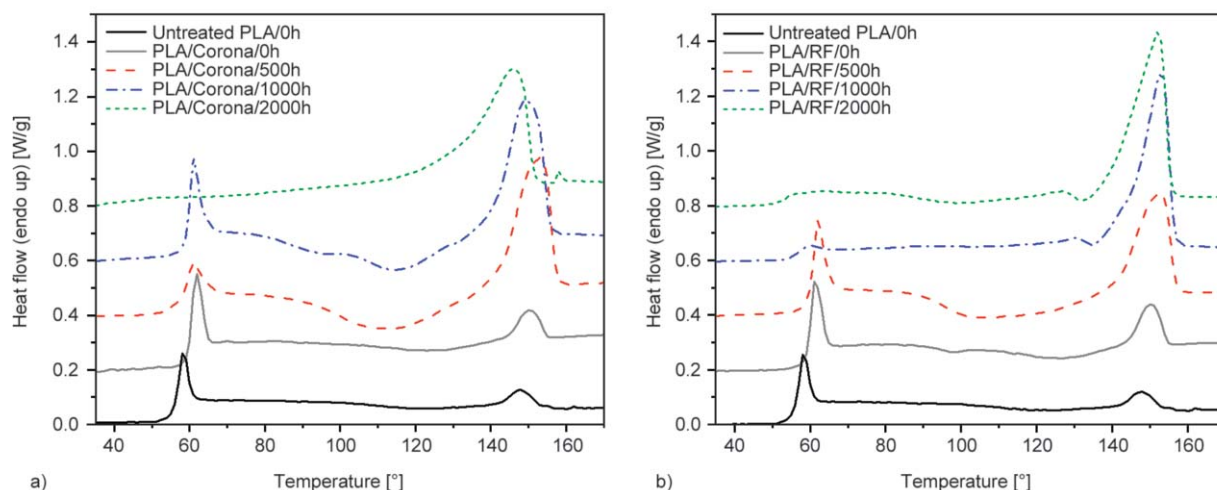 Untreated PLA/0h
PLA/Corona/0h
PLA/Corona/500h
PLA/Corona/1000h
PLA/Corona/2000h
Heat flow (endo up) [W/g]
1.4
1.2
1.0
0.8
0.6
0.4
0.2
0.0
40 60 80 100 120 140 160
a) Temperature [°]
Untreated PLA/0h
PLA/RF/0h
PLA/RF/500h
PLA/RF/1000h
PLA/RF/2000h
Heat flow (endo up) [W/g]
1.4
1.2
1.0
0.8
0.6
0.4
0.2
0.0
40 60 80 100 120 140 160
b) Temperature [°]